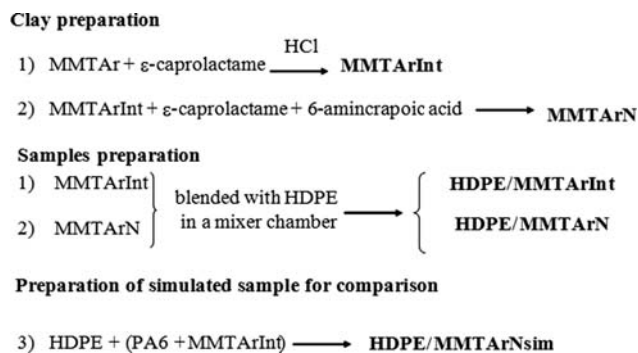 Clay preparation
HCl
1) MMTAr + ε-caprolactame MMTArInt
2) MMTArInt + ε-caprolactame + 6-amincrapoic acid MMTArN
Samples preparation
1) MMTArInt
2) MMTArN
blended with HDPE
in a mixer chamber
HDPE/MMTArInt
HDPE/MMTArN
Preparation of simulated sample for comparison
3) HDPE + (PA6 + MMTArInt) HDPE/MMTArNsim